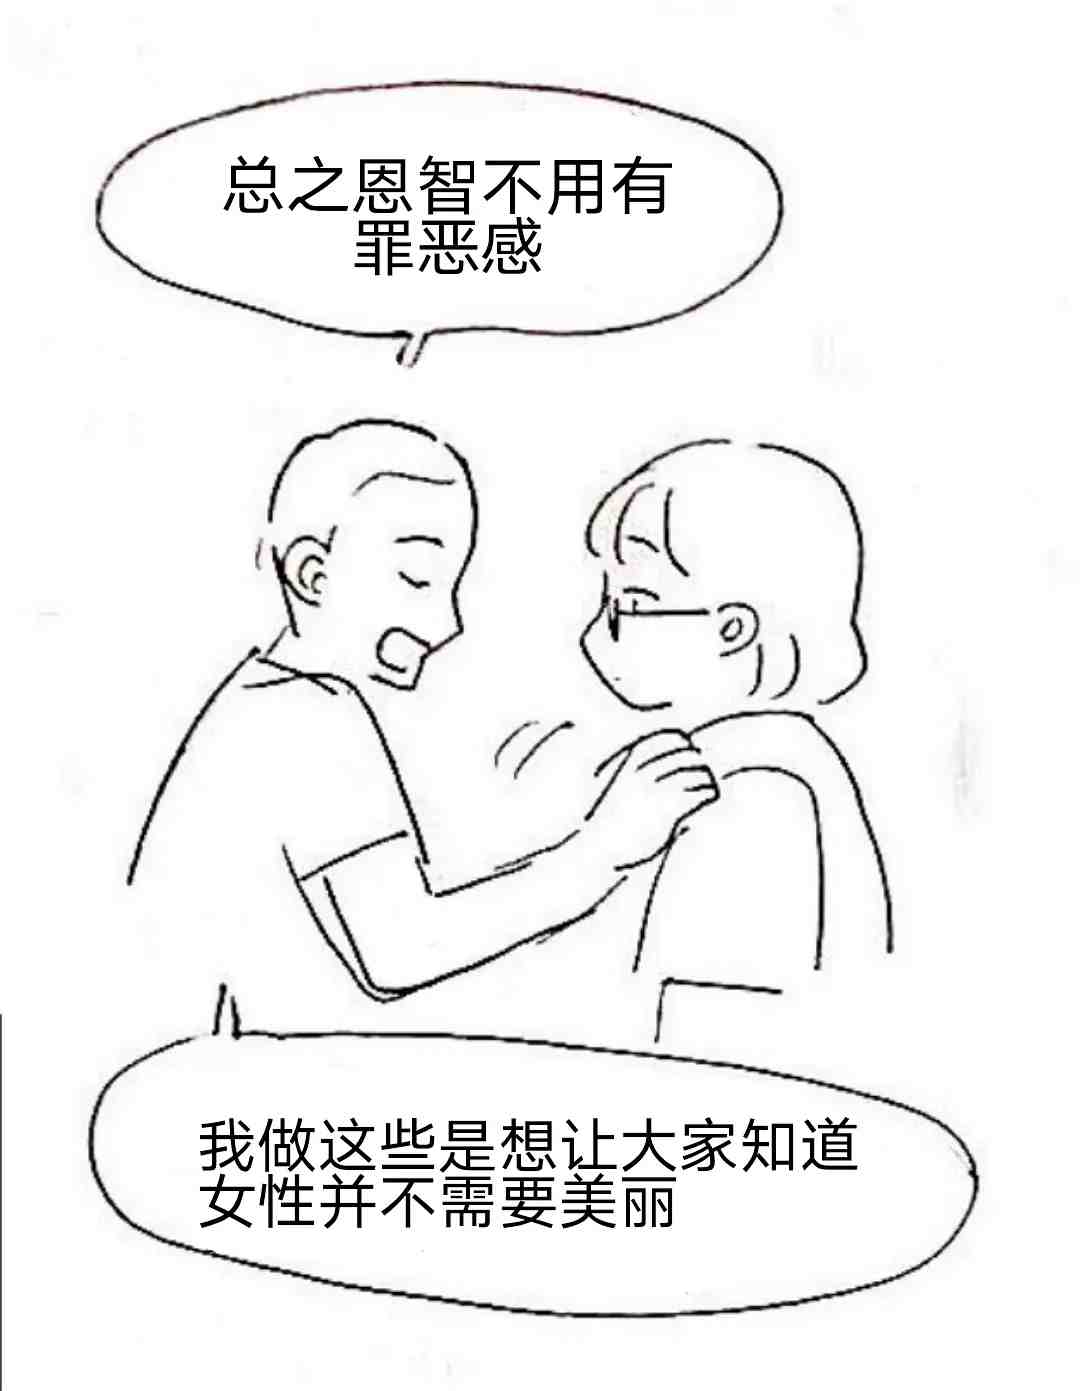 总之恩智不用有
罪恶感
我做这些是想让大家知道
女性并不需要美丽